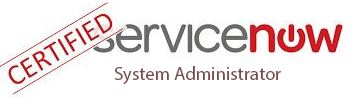 CERTIFIED
servicenow
System Administrator